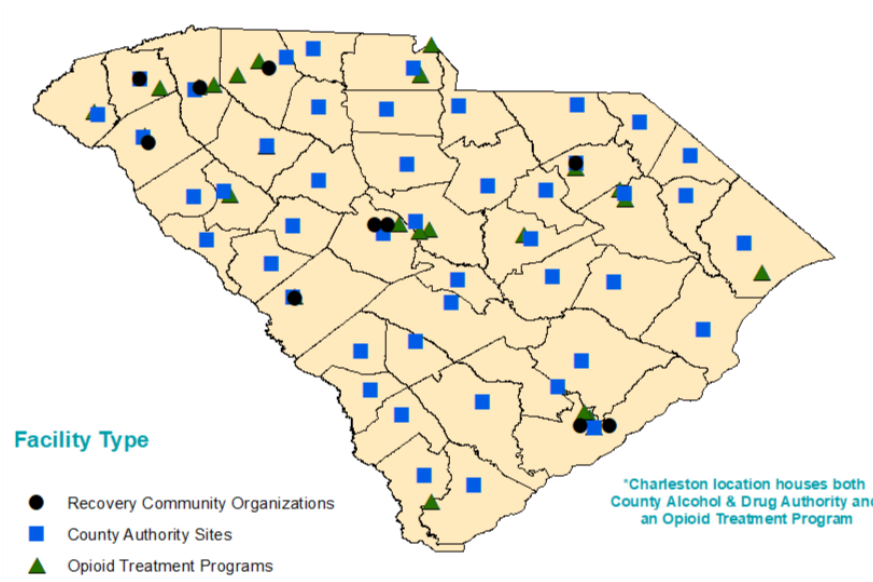 Facility Type
Recovery Community Organizations
County Authority Sites
Opioid Treatment Programs
*Charleston location houses both
County Alcohol & Drug Authority and
an Opioid Treatment Program